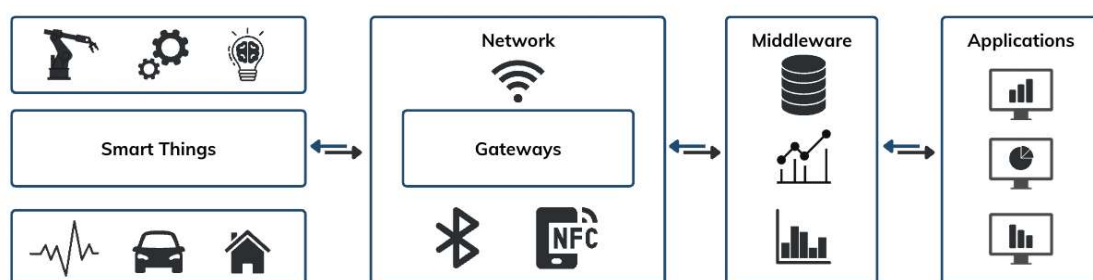 Network
Middleware
Applications
Smart Things
Gateways
NFC